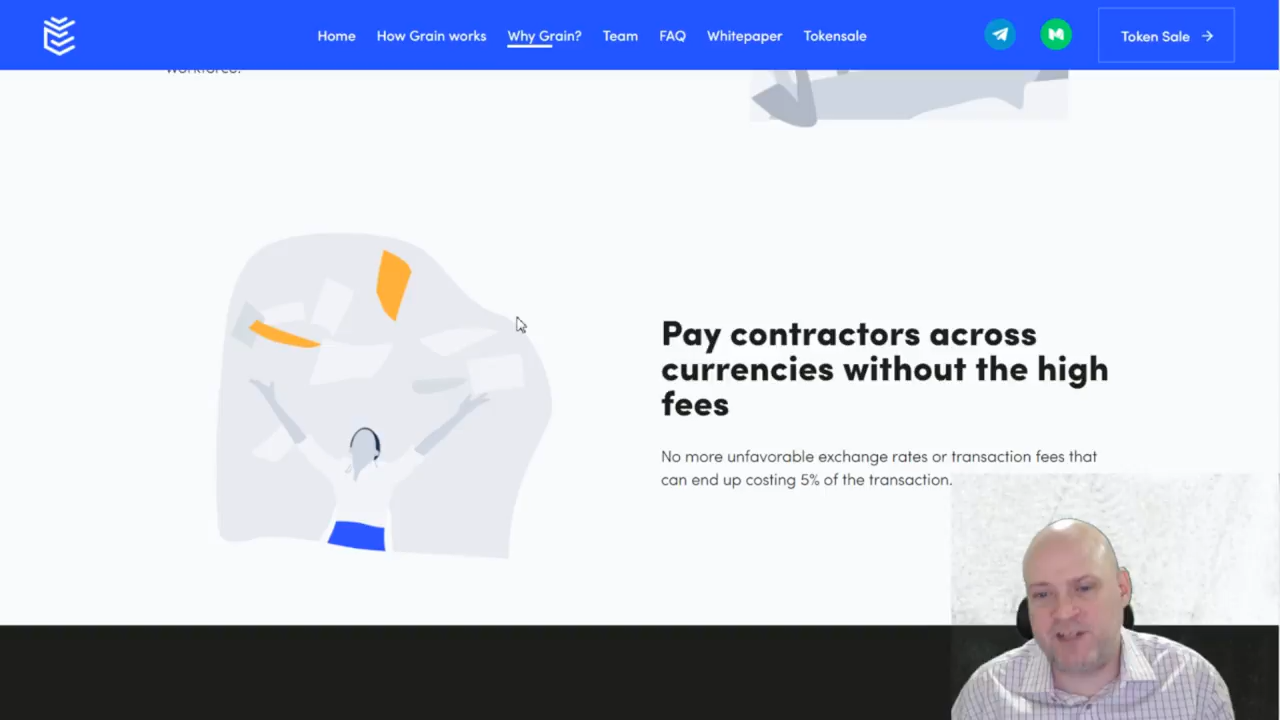 Home How Grain works Why Grain? Team FAQ Whitepaper Tokensale Token Sale
workforce.
Pay contractors across
currencies without the high
fees
No more unfavorable exchange rates or transaction fees that
can end up costing 5% of the transaction.